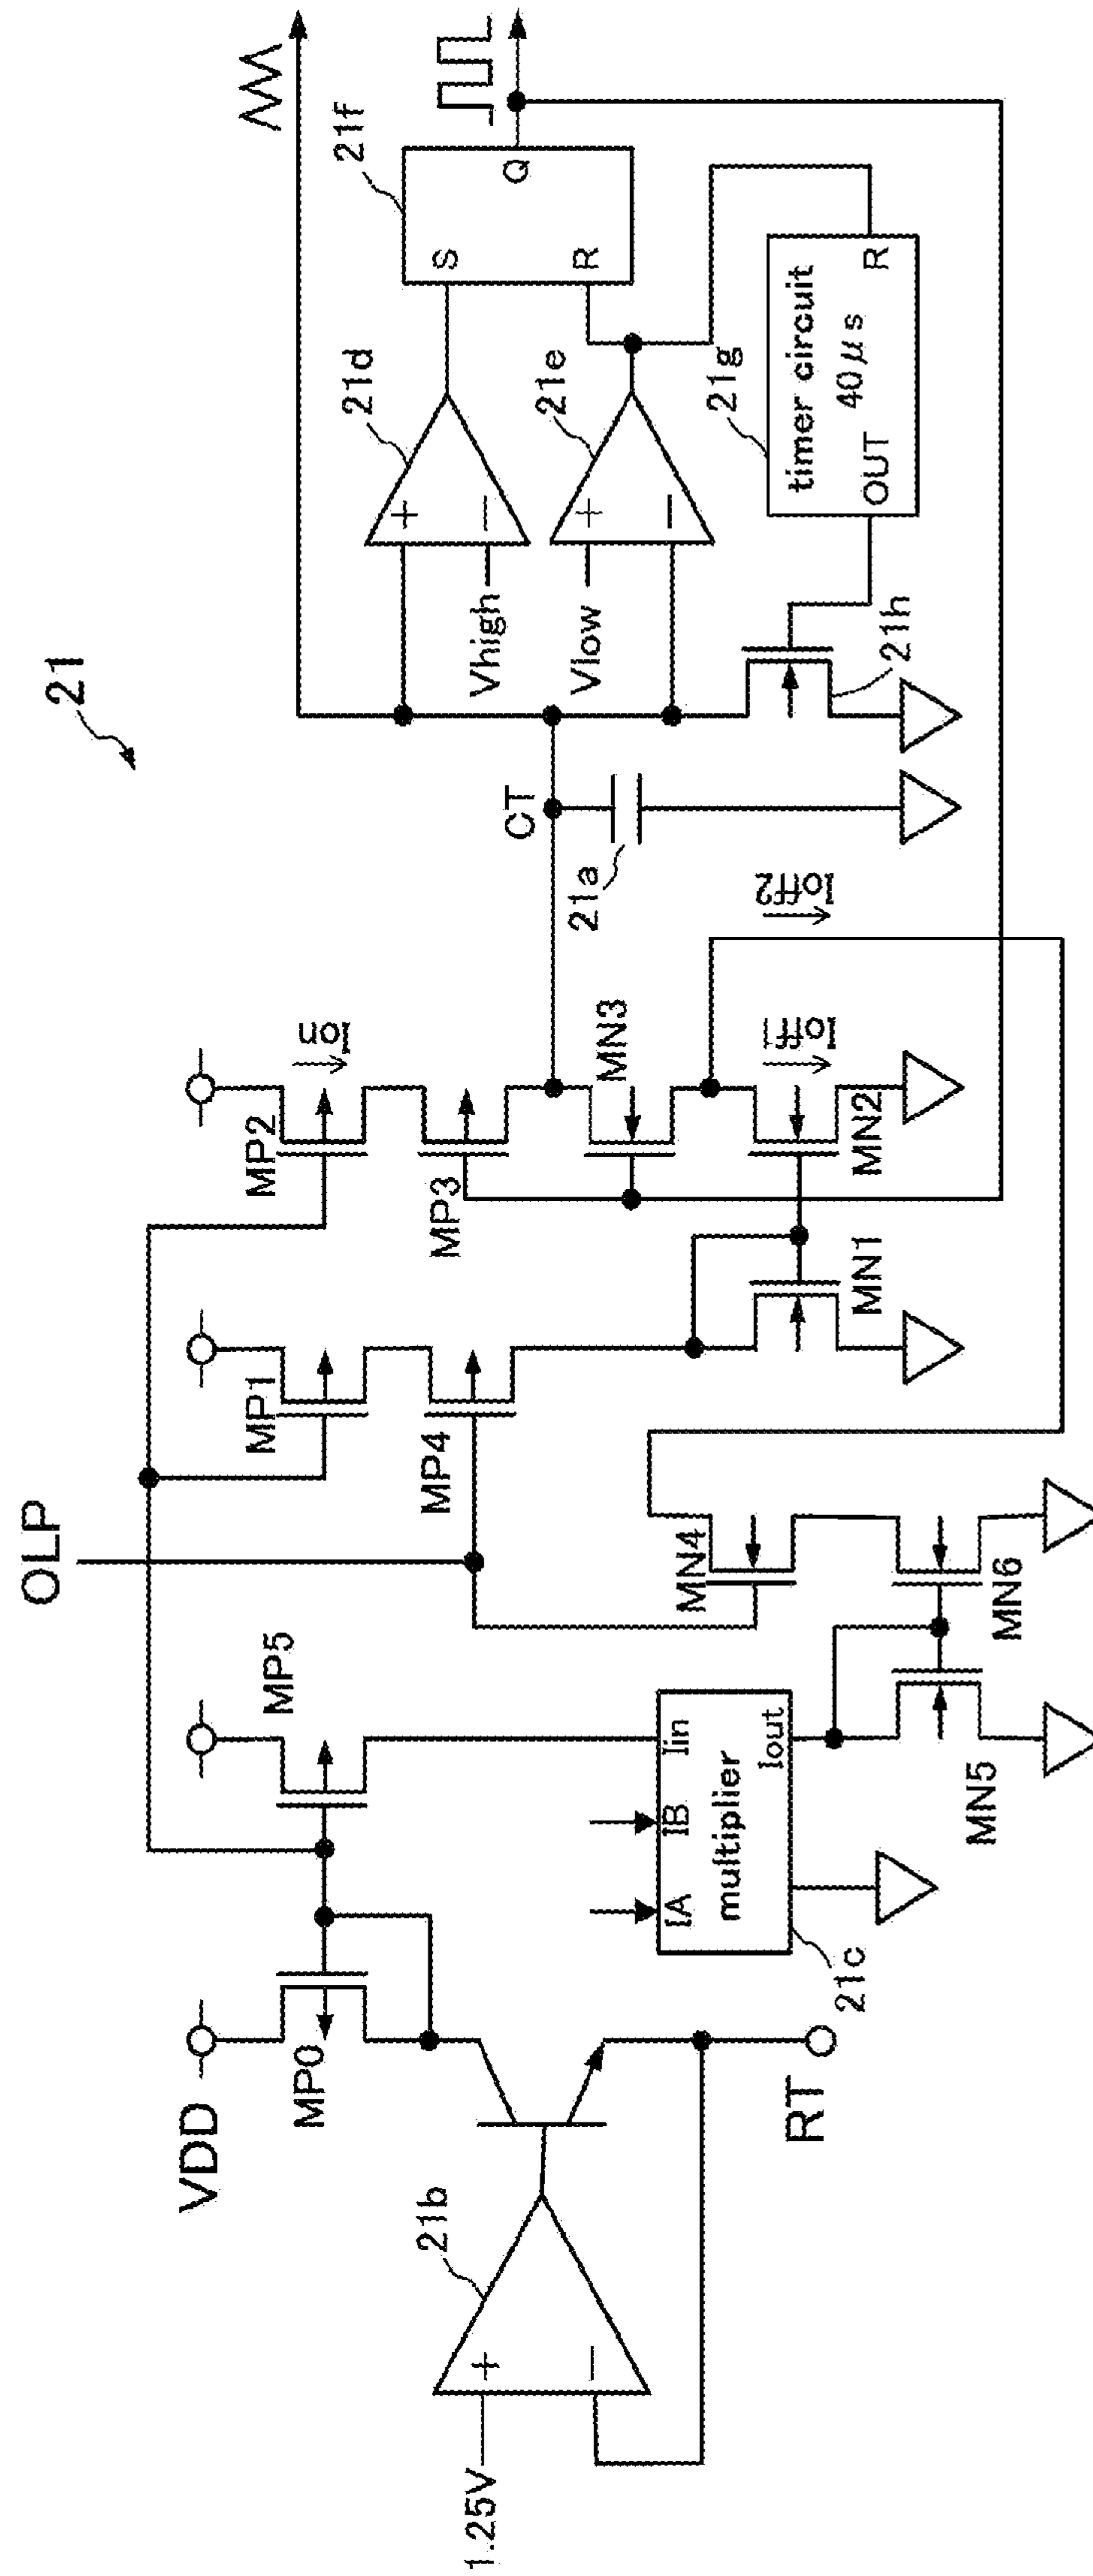 21
OLP
VDD
MP0
MP5
MP1
MP2
Ion
MP4
MP3
CT
21a
MN3
Ioff1
Ioff2
MN2
MN1
MN4
MN6
MN5
1.25V
+
−
21b
RT
IA
IB
Iin
multiplier
Iout
21c
Vhigh
+
−
21d
Vlow
+
−
21e
S
R
Q
21f
21g
timer circuit
40μs
OUT
R
21h